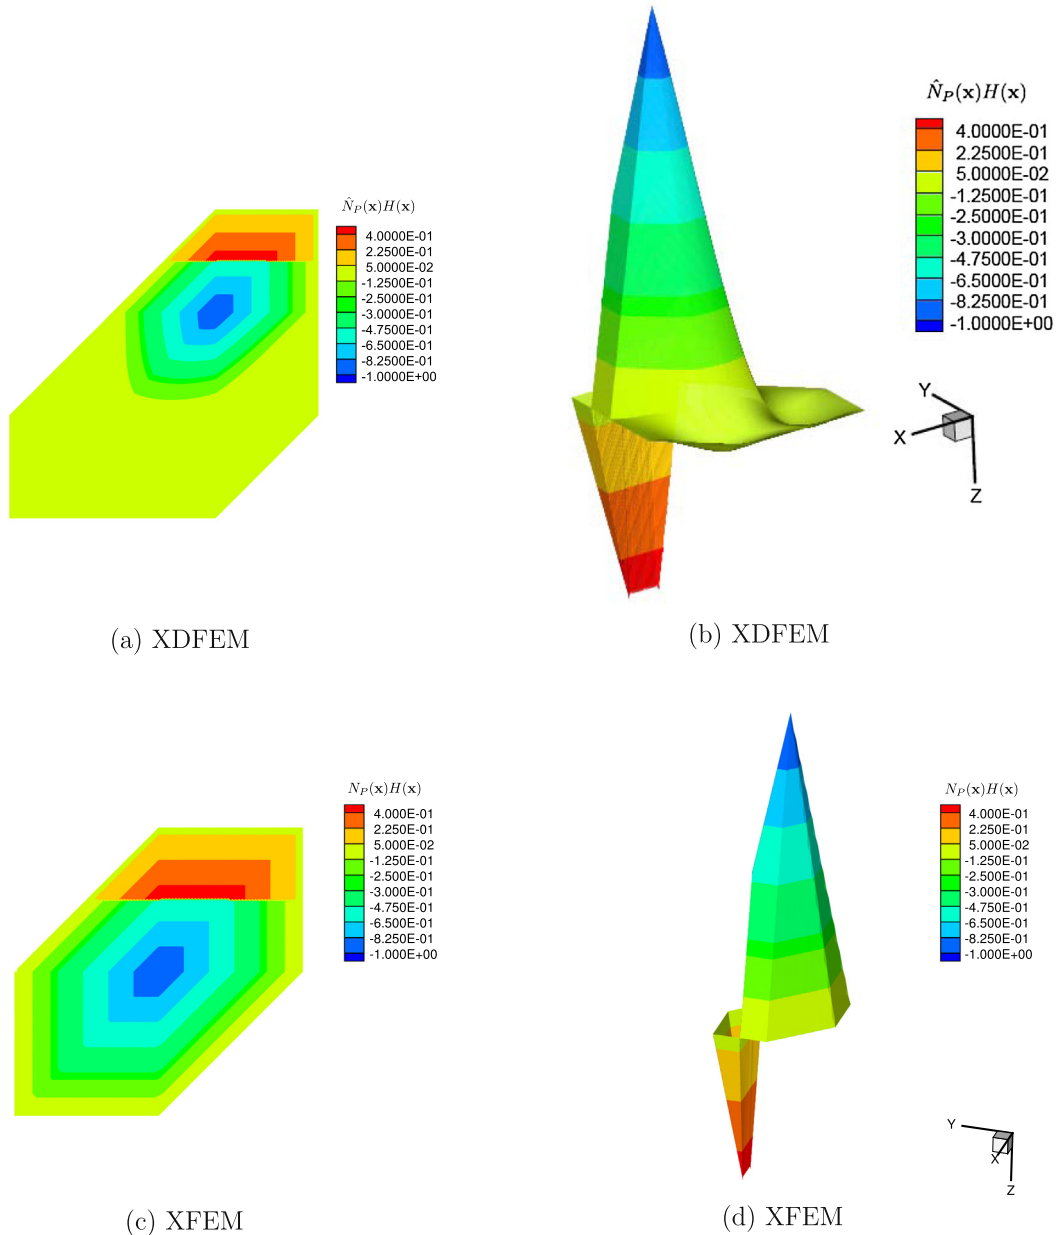 N̂_P(x)H(x)
4.0000E-01
2.2500E-01
5.0000E-02
-1.2500E-01
-2.5000E-01
-3.0000E-01
-4.7500E-01
-6.5000E-01
-8.2500E-01
-1.0000E+00
(a) XDFEM
N̂_P(x)H(x)
4.0000E-01
2.2500E-01
5.0000E-02
-1.2500E-01
-2.5000E-01
-3.0000E-01
-4.7500E-01
-6.5000E-01
-8.2500E-01
-1.0000E+00
Y
X
Z
(b) XDFEM
N_P(x)H(x)
4.000E-01
2.250E-01
5.000E-02
-1.250E-01
-2.500E-01
-3.000E-01
-4.750E-01
-6.500E-01
-8.250E-01
-1.000E+00
(c) XFEM
N_P(x)H(x)
4.000E-01
2.250E-01
5.000E-02
-1.250E-01
-2.500E-01
-3.000E-01
-4.750E-01
-6.500E-01
-8.250E-01
-1.000E+00
Y
X
Z
(d) XFEM